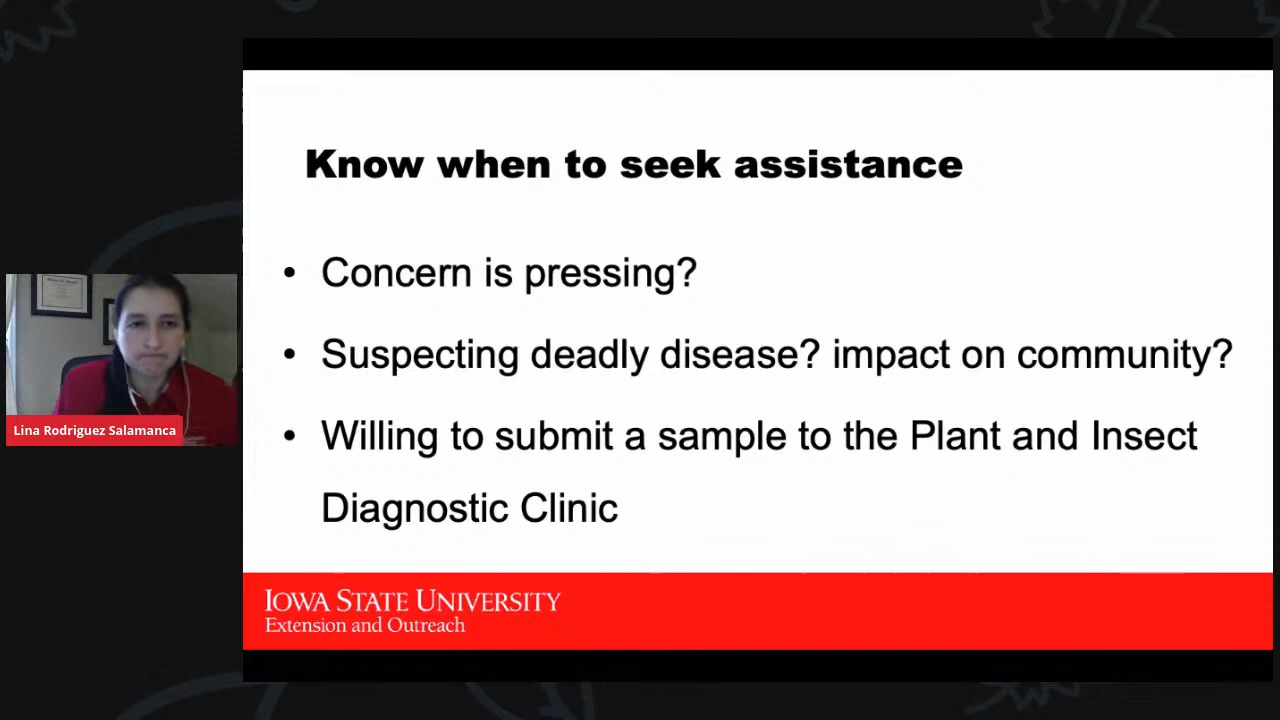 Know when to seek assistance
• Concern is pressing?
• Suspecting deadly disease? impact on community?
• Willing to submit a sample to the Plant and Insect
Diagnostic Clinic
Lina Rodriguez Salamanca
IOWA STATE UNIVERSITY
Extension and Outreach